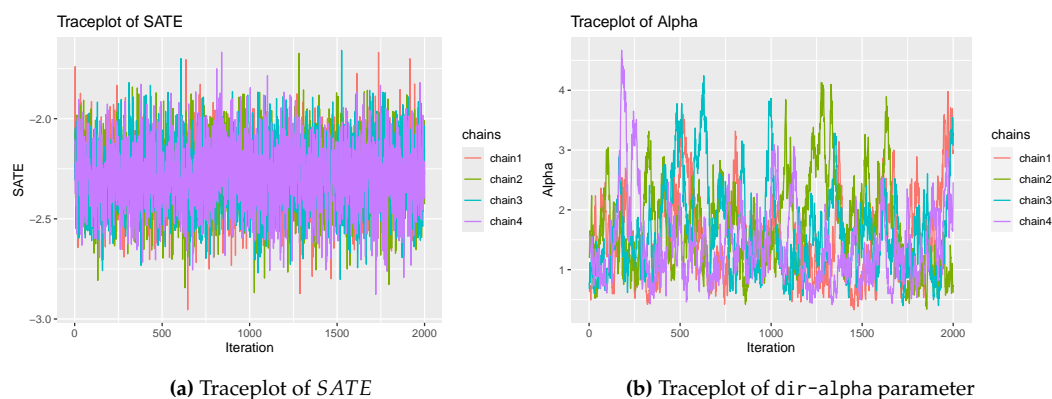 Traceplot of SATE
−2.0
−2.5
−3.0
SATE
0
500
1000
1500
2000
Iteration
chains
chain1
chain2
chain3
chain4
(a) Traceplot of SATE
Traceplot of Alpha
4
3
2
1
Alpha
0
500
1000
1500
2000
Iteration
chains
chain1
chain2
chain3
chain4
(b) Traceplot of dir-alpha parameter